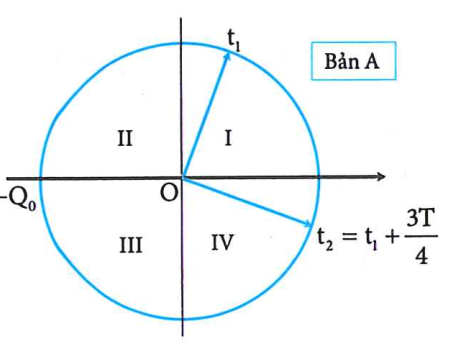 t₁
Bản A
II
I
-Q₀
O
t₂ = t₁ + 3T/4
III
IV